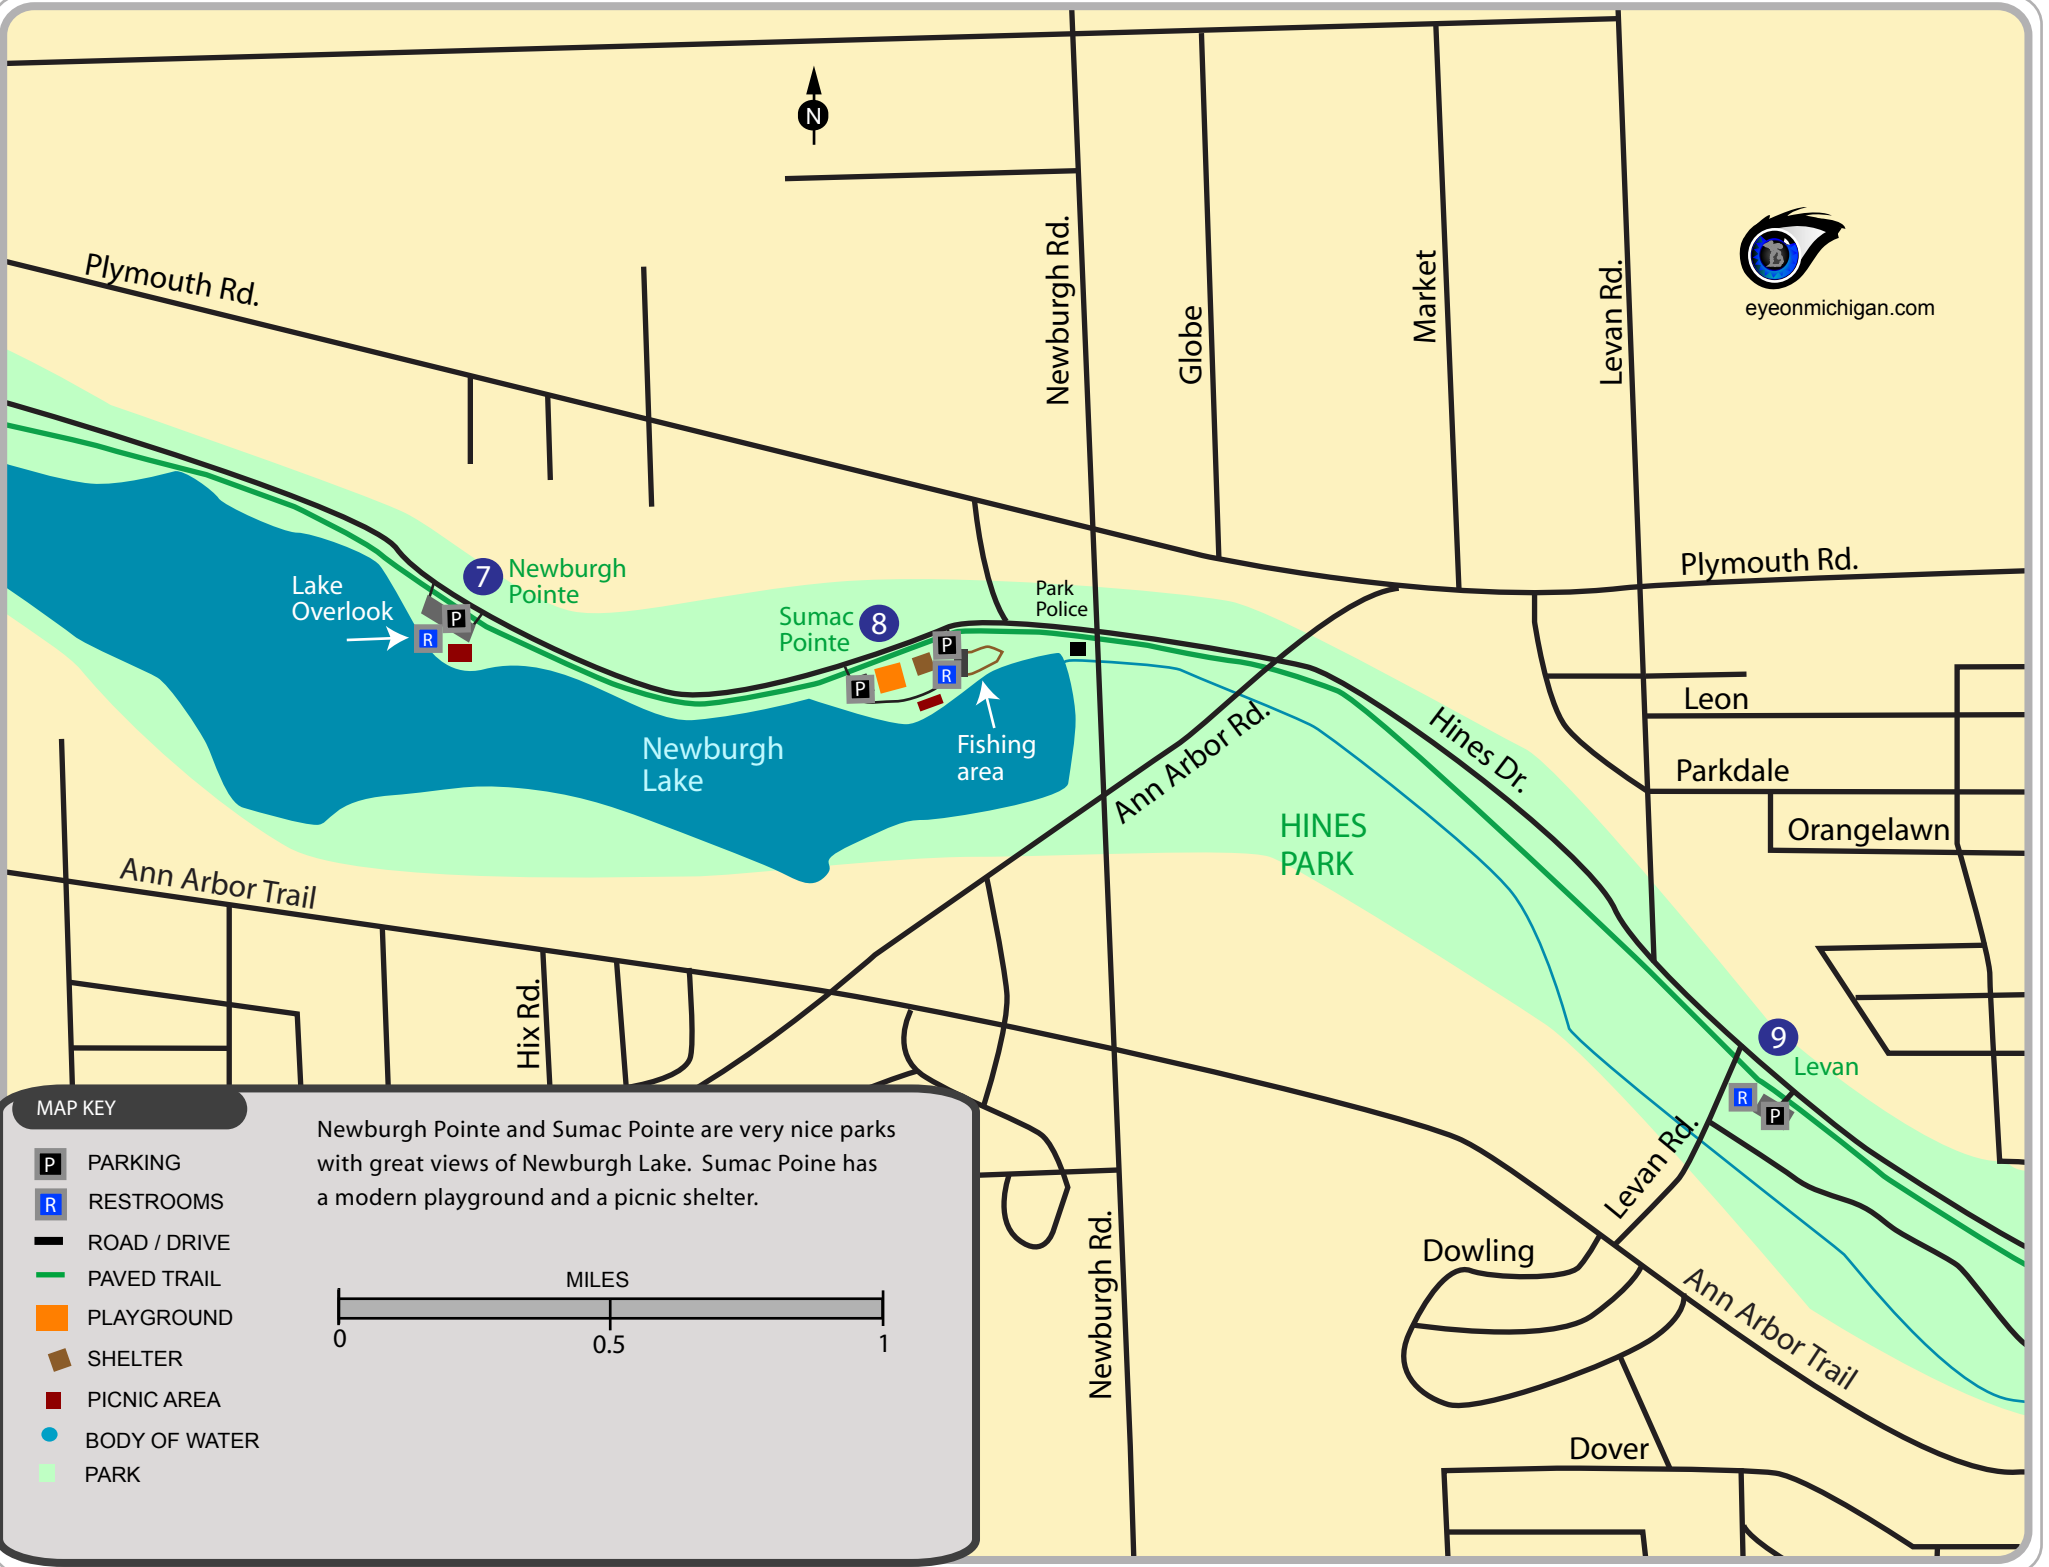 N
Plymouth Rd.
Newburgh Rd.
Globe
Market
Levan Rd.
eyeonmichigan.com
Plymouth Rd.
7
Newburgh
Pointe
Lake
Overlook
P
R
Sumac
Pointe
8
P
R
P
Park
Police
Fishing
area
Newburgh
Lake
Ann Arbor Rd.
Hines Dr.
HINES
PARK
Leon
Parkdale
Orangelawn
Ann Arbor Trail
Hix Rd.
9
Levan
R
P
Levan Rd.
Dowling
Newburgh Rd.
Ann Arbor Trail
Dover
MAP KEY
P PARKING
R RESTROOMS
ROAD / DRIVE
PAVED TRAIL
PLAYGROUND
SHELTER
PICNIC AREA
BODY OF WATER
PARK
Newburgh Pointe and Sumac Pointe are very nice parks
with great views of Newburgh Lake. Sumac Poine has
a modern playground and a picnic shelter.
MILES
0 0.5 1